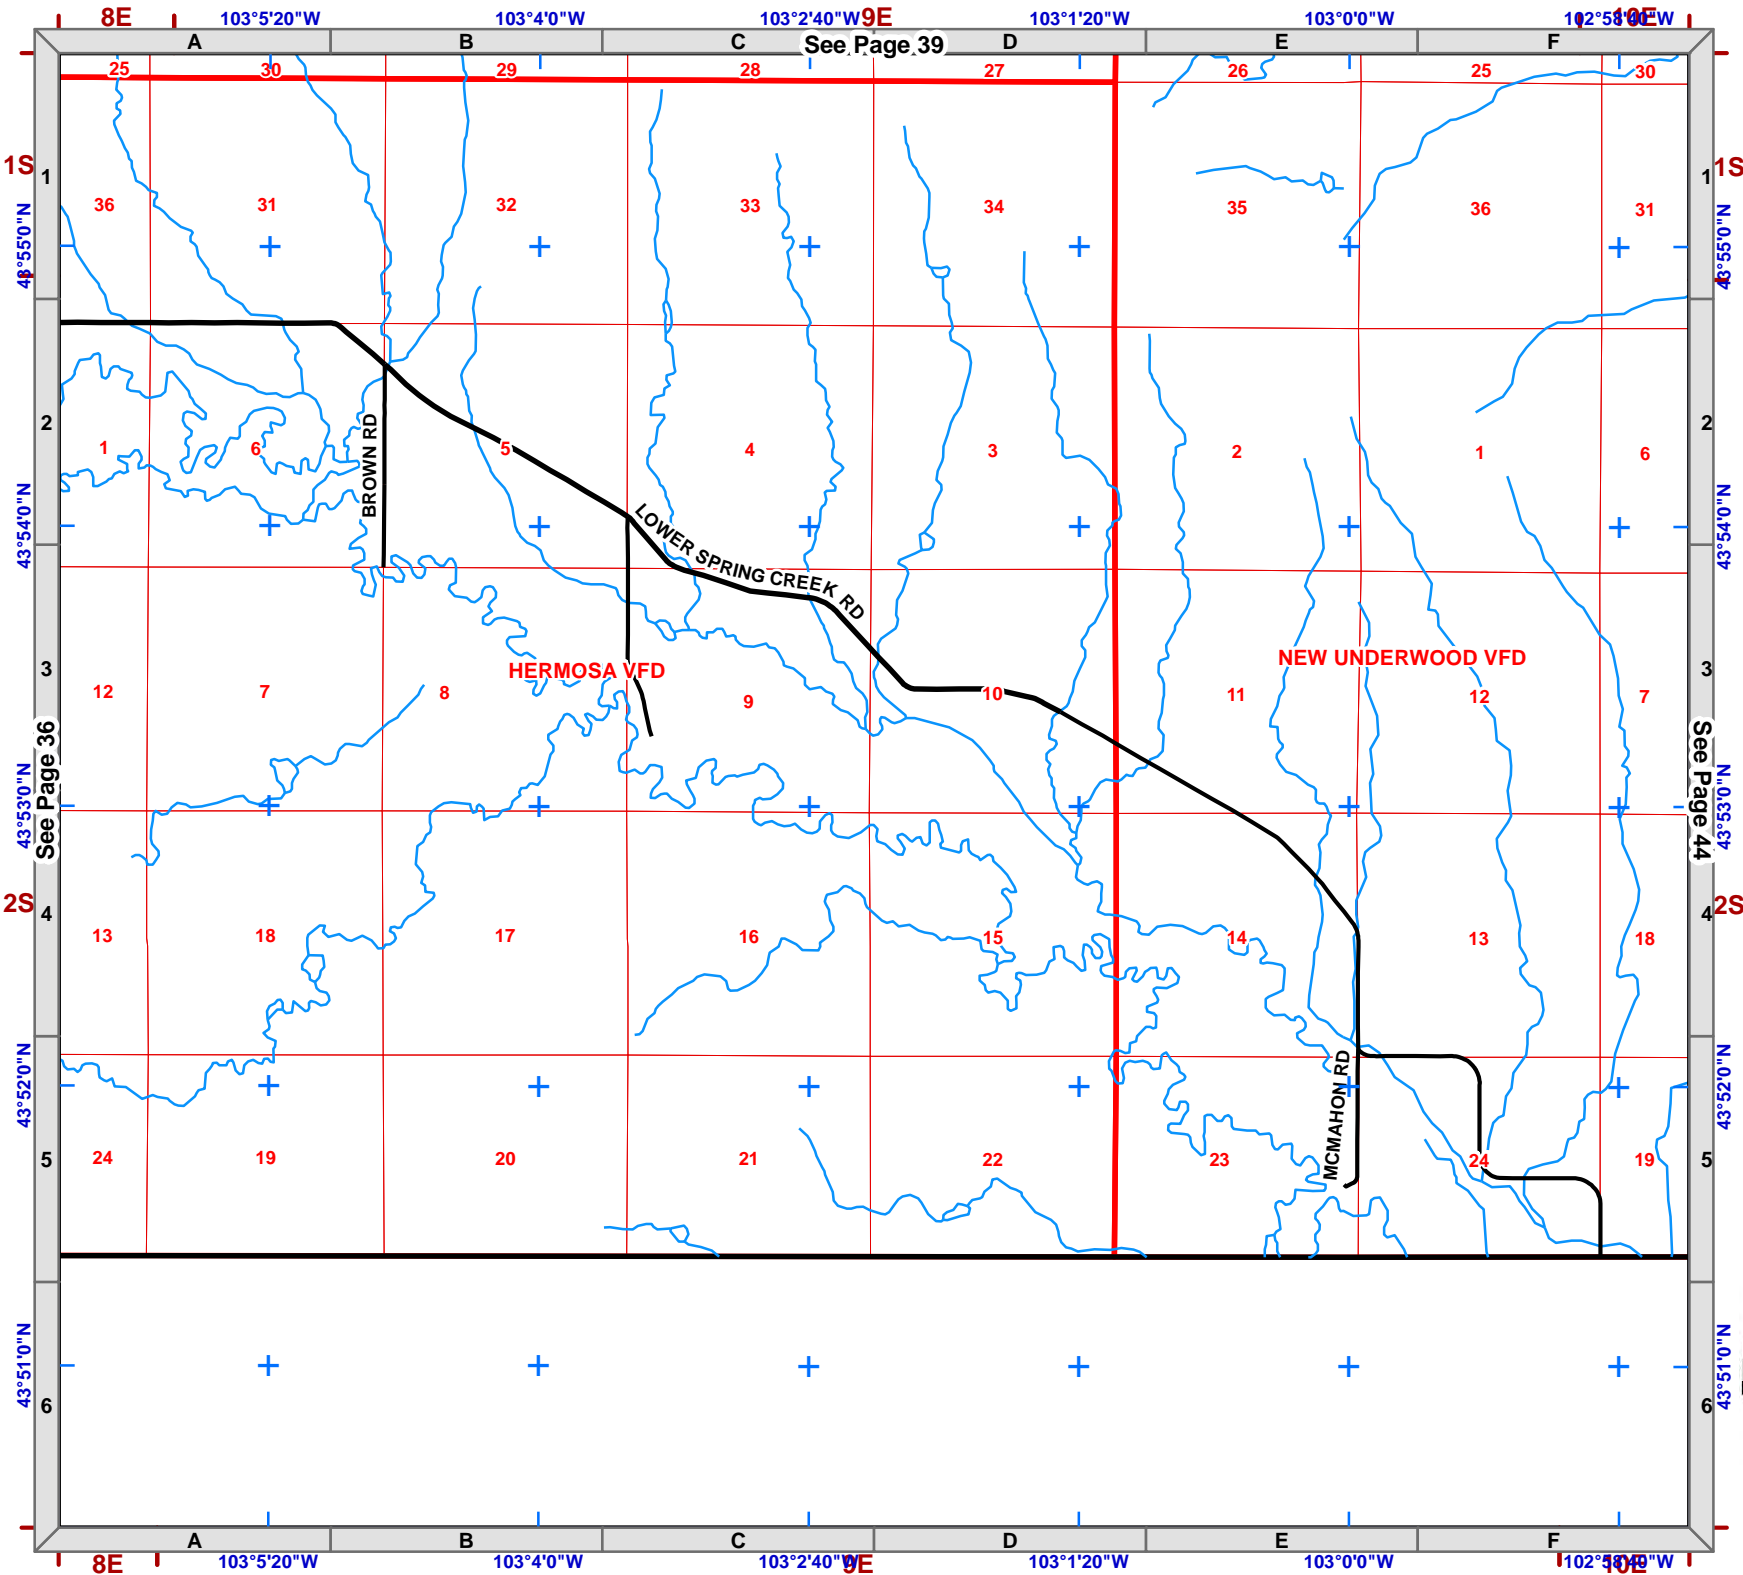 8E 103°5'20"W 103°4'0"W 103°2'40"W 9E 103°1'20"W 103°0'0"W 102°58'40"W 10E
A B C See Page 39 D E F
25 30 29 28 27 26 25 30
1S 1 1 1S
36 31 32 33 34 35 36 31
43°55'0"N 43°55'0"N
2 2
1 6 5 4 3 2 1 6
BROWN RD
LOWER SPRING CREEK RD
43°54'0"N 43°54'0"N
3 3
HERMOSA VFD NEW UNDERWOOD VFD
12 7 8 9 10 11 12 7
See Page 36 See Page 44
43°53'0"N 43°53'0"N
2S 4 4 2S
13 18 17 16 15 14 13 18
43°52'0"N 43°52'0"N
MCMAHON RD
5 5
24 19 20 21 22 23 24 19
43°51'0"N 43°51'0"N
6 6
A B C D E F
8E 103°5'20"W 103°4'0"W 103°2'40"W 9E 103°1'20"W 103°0'0"W 102°58'40"W 10E